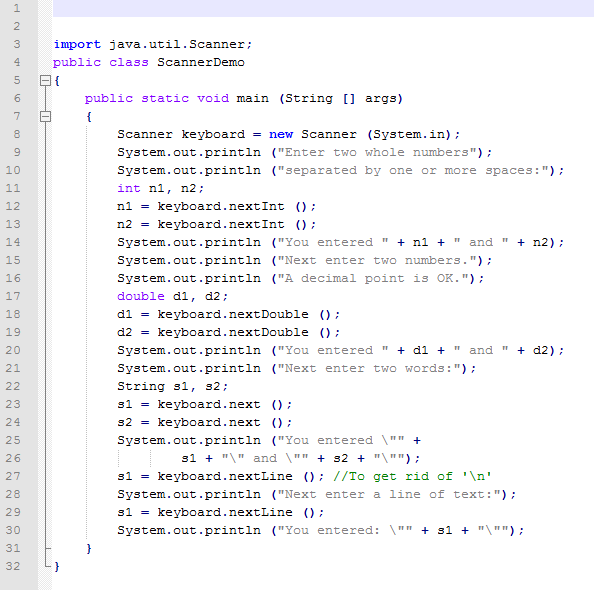 1
2
3 import java.util.Scanner;
4 public class ScannerDemo
5 {
6     public static void main (String [] args)
7     {
8         Scanner keyboard = new Scanner (System.in);
9         System.out.println ("Enter two whole numbers");
10         System.out.println ("separated by one or more spaces:");
11         int n1, n2;
12         n1 = keyboard.nextInt ();
13         n2 = keyboard.nextInt ();
14         System.out.println ("You entered " + n1 + " and " + n2);
15         System.out.println ("Next enter two numbers.");
16         System.out.println ("A decimal point is OK.");
17         double d1, d2;
18         d1 = keyboard.nextDouble ();
19         d2 = keyboard.nextDouble ();
20         System.out.println ("You entered " + d1 + " and " + d2);
21         System.out.println ("Next enter two words:");
22         String s1, s2;
23         s1 = keyboard.next ();
24         s2 = keyboard.next ();
25         System.out.println ("You entered \"" +
26                 s1 + "\" and \"" + s2 + "\"");
27         s1 = keyboard.nextLine (); //To get rid of '\n'
28         System.out.println ("Next enter a line of text:");
29         s1 = keyboard.nextLine ();
30         System.out.println ("You entered: \"" + s1 + "\"");
31     }
32 }